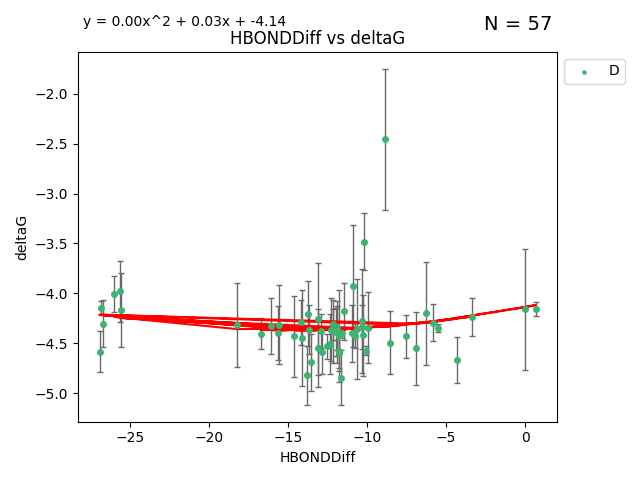 y = 0.00x^2 + 0.03x + -4.14
N = 57
HBONDDiff vs deltaG
D
−2.0
−2.5
−3.0
−3.5
−4.0
−4.5
−5.0
deltaG
−25
−20
−15
−10
−5
0
HBONDDiff